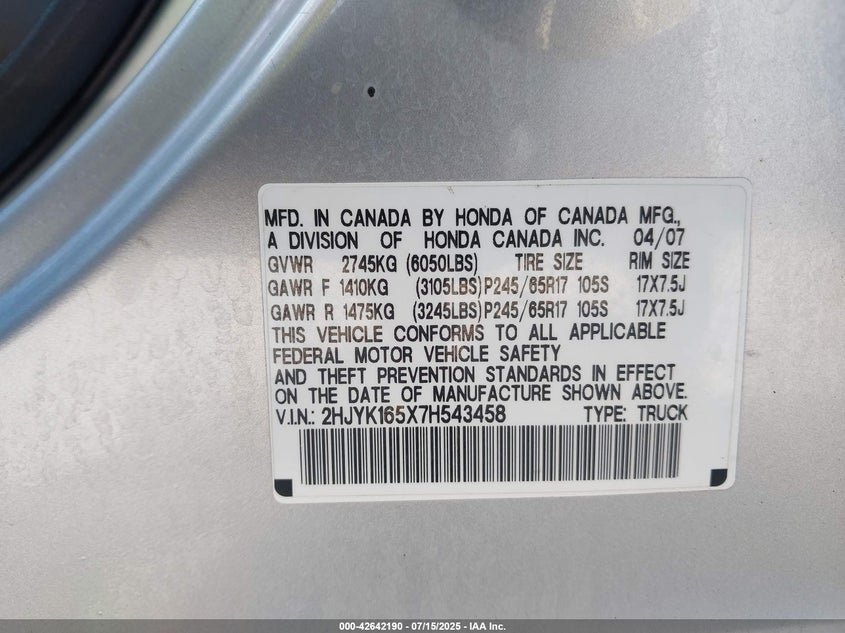 MFD. IN CANADA BY HONDA OF CANADA MFG.,
A DIVISION OF HONDA CANADA INC. 04/07
GVWR 2745KG (6050LBS) TIRE SIZE RIM SIZE
GAWR F 1410KG (3105LBS) P245/65R17 105S 17X7.5J
GAWR R 1475KG (3245LBS) P245/65R17 105S 17X7.5J
THIS VEHICLE CONFORMS TO ALL APPLICABLE
FEDERAL MOTOR VEHICLE SAFETY
AND THEFT PREVENTION STANDARDS IN EFFECT
ON THE DATE OF MANUFACTURE SHOWN ABOVE.
V.I.N.: 2HJYK165X7H543458 TYPE: TRUCK
000-42642190 - 07/15/2025 - IAA Inc.